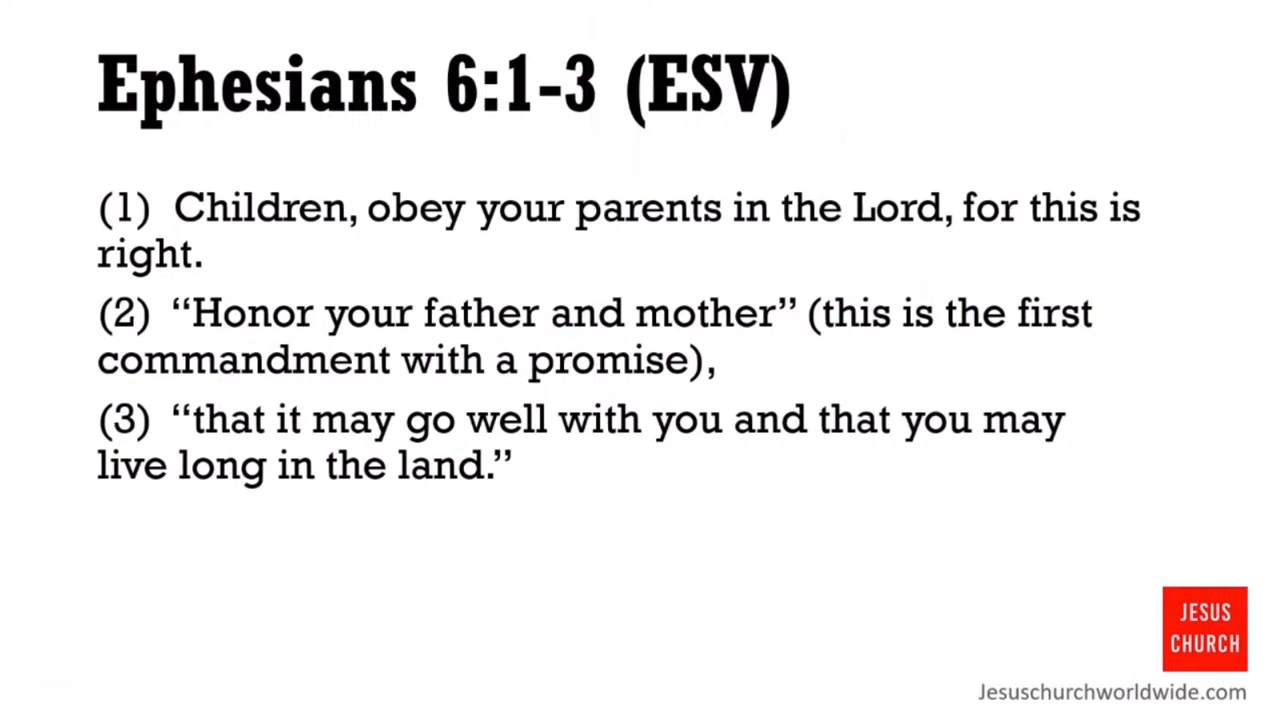 Ephesians 6:1-3 (ESV)
(1) Children, obey your parents in the Lord, for this is
right.
(2) “Honor your father and mother” (this is the first
commandment with a promise),
(3) “that it may go well with you and that you may
live long in the land.”
JESUS
CHURCH
Jesuschurchworldwide.com